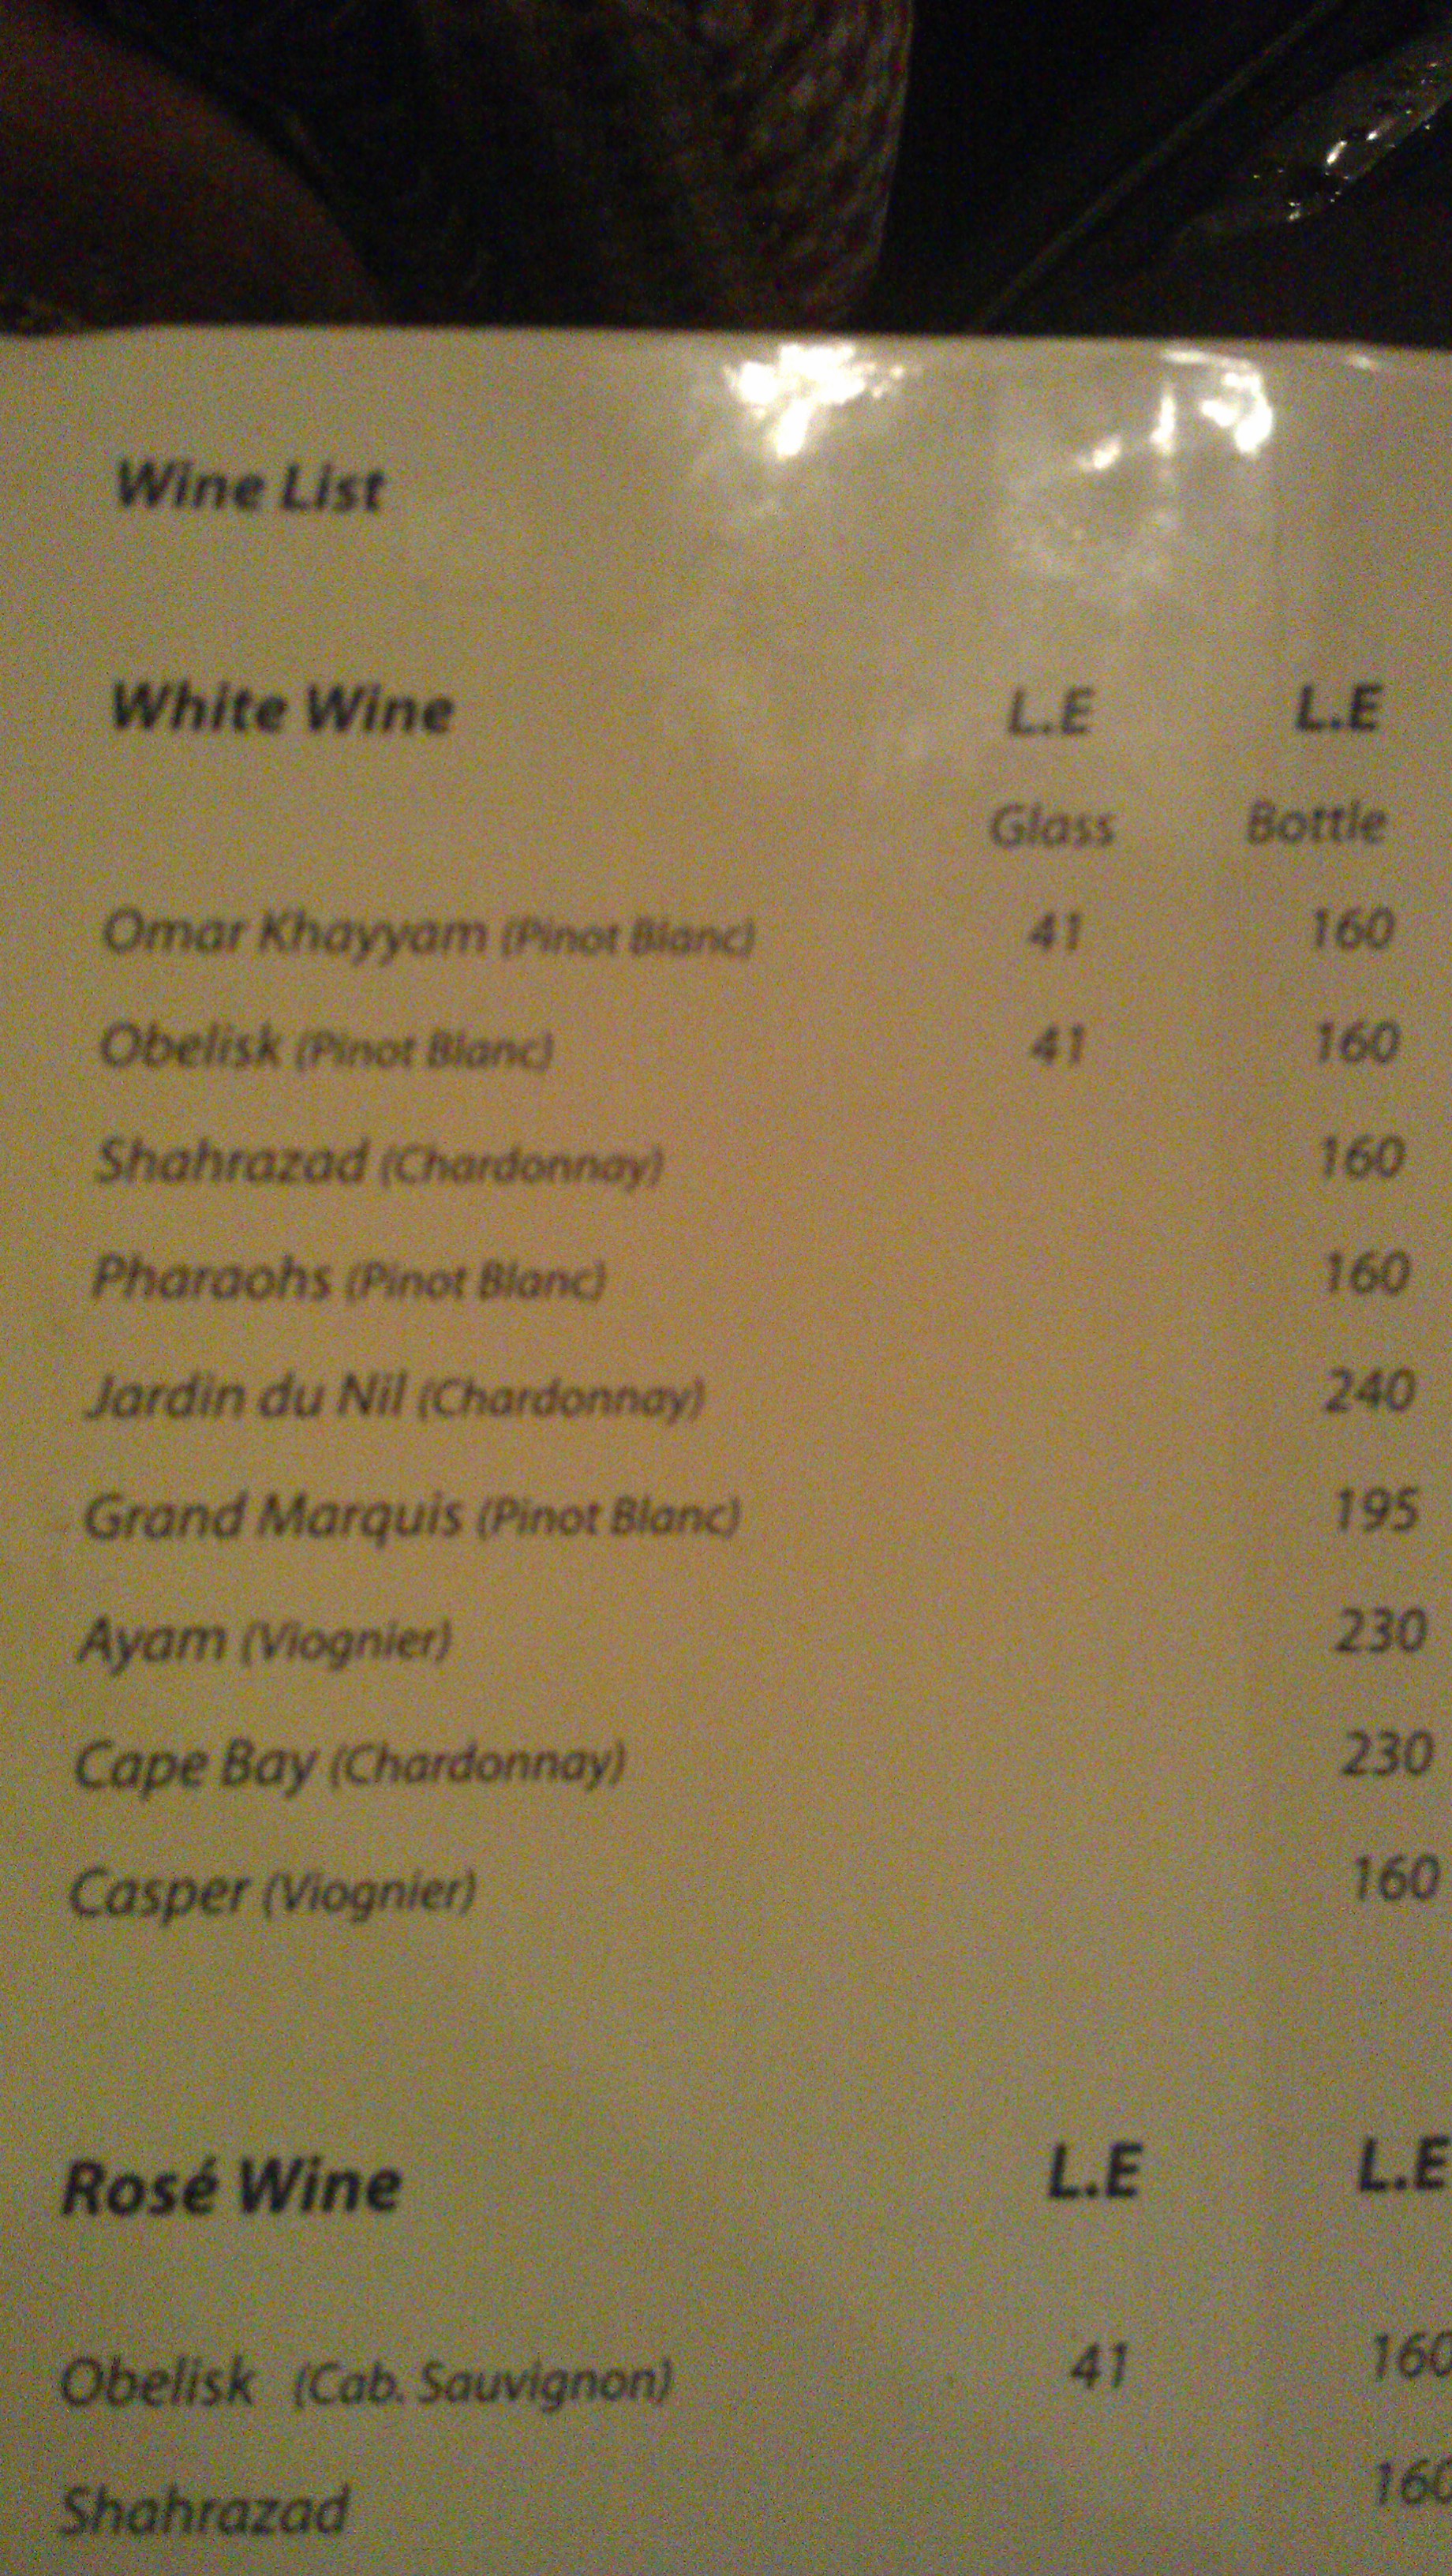 Wine List
White Wine L.E L.E
Glass Bottle
Omar Khayyam (Pinot Blanc) 41 160
Obelisk (Pinot Blanc) 41 160
Shahrazad (Chardonnay) 160
Pharaohs (Pinot Blanc) 160
Jardin du Nil (Chardonnay) 240
Grand Marquis (Pinot Blanc) 195
Ayam (Viognier) 230
Cape Bay (Chardonnay) 230
Casper (Viognier) 160
Rosé Wine L.E L.E
Obelisk (Cab. Sauvignon) 41 160
Shahrazad 160